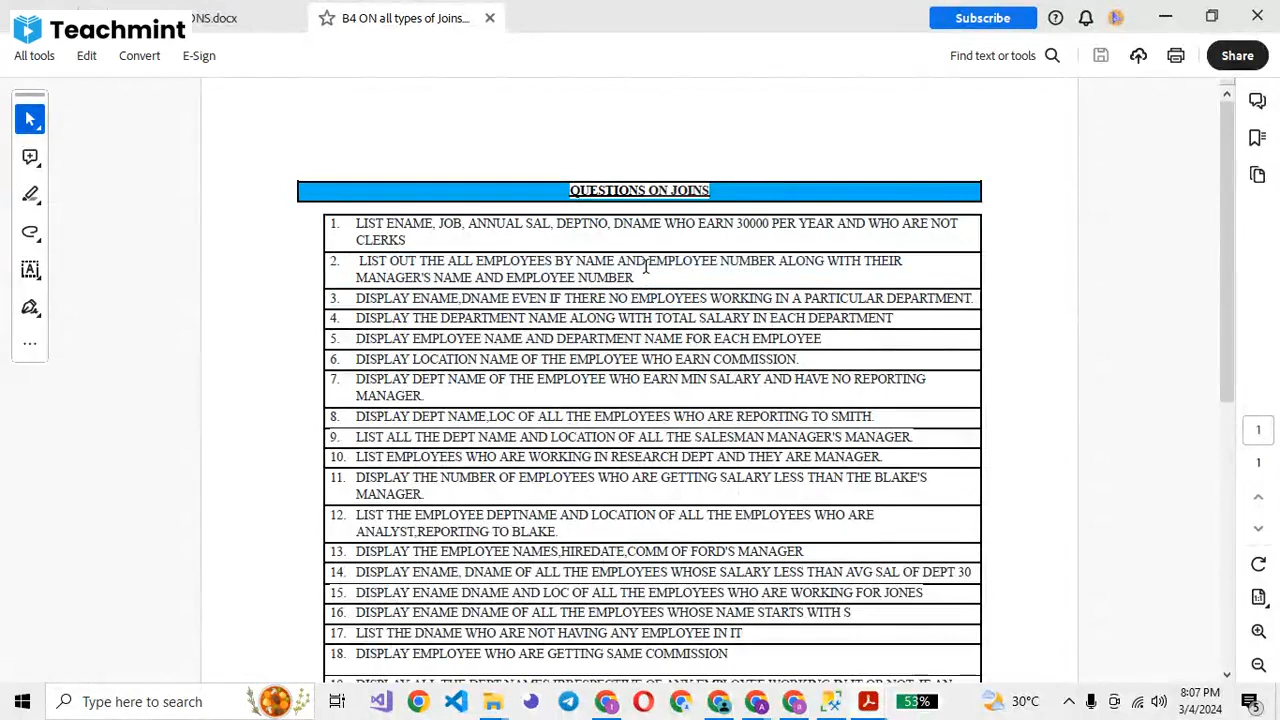 Teachmint
ONS.docx
B4 ON all types of Joins...
Subscribe
All tools Edit Convert E-Sign
Find text or tools
Share
QUESTIONS ON JOINS
1. LIST ENAME, JOB, ANNUAL SAL, DEPTNO, DNAME WHO EARN 30000 PER YEAR AND WHO ARE NOT
CLERKS
2. LIST OUT THE ALL EMPLOYEES BY NAME AND EMPLOYEE NUMBER ALONG WITH THEIR
MANAGER'S NAME AND EMPLOYEE NUMBER
3. DISPLAY ENAME,DNAME EVEN IF THERE NO EMPLOYEES WORKING IN A PARTICULAR DEPARTMENT.
4. DISPLAY THE DEPARTMENT NAME ALONG WITH TOTAL SALARY IN EACH DEPARTMENT
5. DISPLAY EMPLOYEE NAME AND DEPARTMENT NAME FOR EACH EMPLOYEE
6. DISPLAY LOCATION NAME OF THE EMPLOYEE WHO EARN COMMISSION.
7. DISPLAY DEPT NAME OF THE EMPLOYEE WHO EARN MIN SALARY AND HAVE NO REPORTING
MANAGER.
8. DISPLAY DEPT NAME,LOC OF ALL THE EMPLOYEES WHO ARE REPORTING TO SMITH.
9. LIST ALL THE DEPT NAME AND LOCATION OF ALL THE SALESMAN MANAGER'S MANAGER.
10. LIST EMPLOYEES WHO ARE WORKING IN RESEARCH DEPT AND THEY ARE MANAGER.
11. DISPLAY THE NUMBER OF EMPLOYEES WHO ARE GETTING SALARY LESS THAN THE BLAKE'S
MANAGER.
12. LIST THE EMPLOYEE DEPTNAME AND LOCATION OF ALL THE EMPLOYEES WHO ARE
ANALYST,REPORTING TO BLAKE.
13. DISPLAY THE EMPLOYEE NAMES,HIREDATE,COMM OF FORD'S MANAGER
14. DISPLAY ENAME, DNAME OF ALL THE EMPLOYEES WHOSE SALARY LESS THAN AVG SAL OF DEPT 30
15. DISPLAY ENAME DNAME AND LOC OF ALL THE EMPLOYEES WHO ARE WORKING FOR JONES
16. DISPLAY ENAME DNAME OF ALL THE EMPLOYEES WHOSE NAME STARTS WITH S
17. LIST THE DNAME WHO ARE NOT HAVING ANY EMPLOYEE IN IT
18. DISPLAY EMPLOYEE WHO ARE GETTING SAME COMMISSION
1
1
Type here to search
53%
30°C
8:07 PM
3/4/2024
5